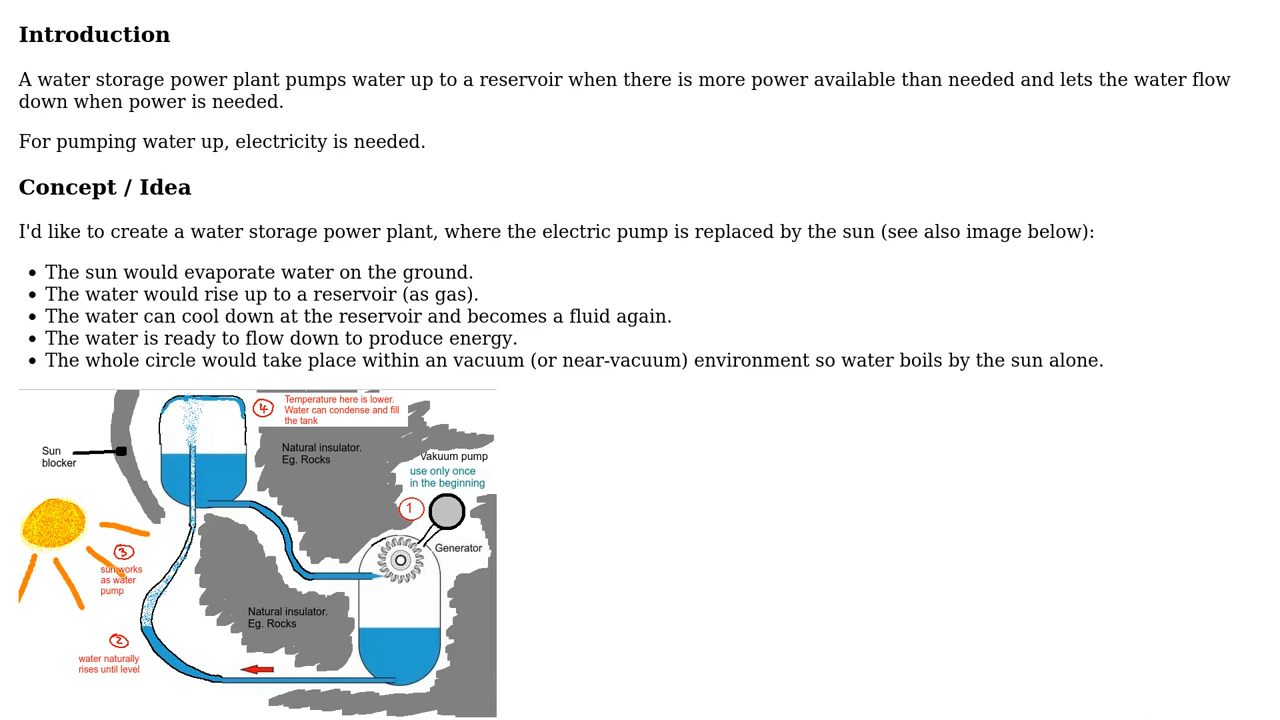 Introduction
A water storage power plant pumps water up to a reservoir when there is more power available than needed and lets the water flow
down when power is needed.
For pumping water up, electricity is needed.
Concept / Idea
I'd like to create a water storage power plant, where the electric pump is replaced by the sun (see also image below):
• The sun would evaporate water on the ground.
• The water would rise up to a reservoir (as gas).
• The water can cool down at the reservoir and becomes a fluid again.
• The water is ready to flow down to produce energy.
• The whole circle would take place within an vacuum (or near-vacuum) environment so water boils by the sun alone.
4
Temperature here is lower.
Water can condense and fill
the tank
Sun
blocker
Natural insulator.
Eg. Rocks
Vakuum pump
use only once
in the beginning
1
Generator
3
sun works
as water
pump
Natural insulator.
Eg. Rocks
2
water naturally
rises until level